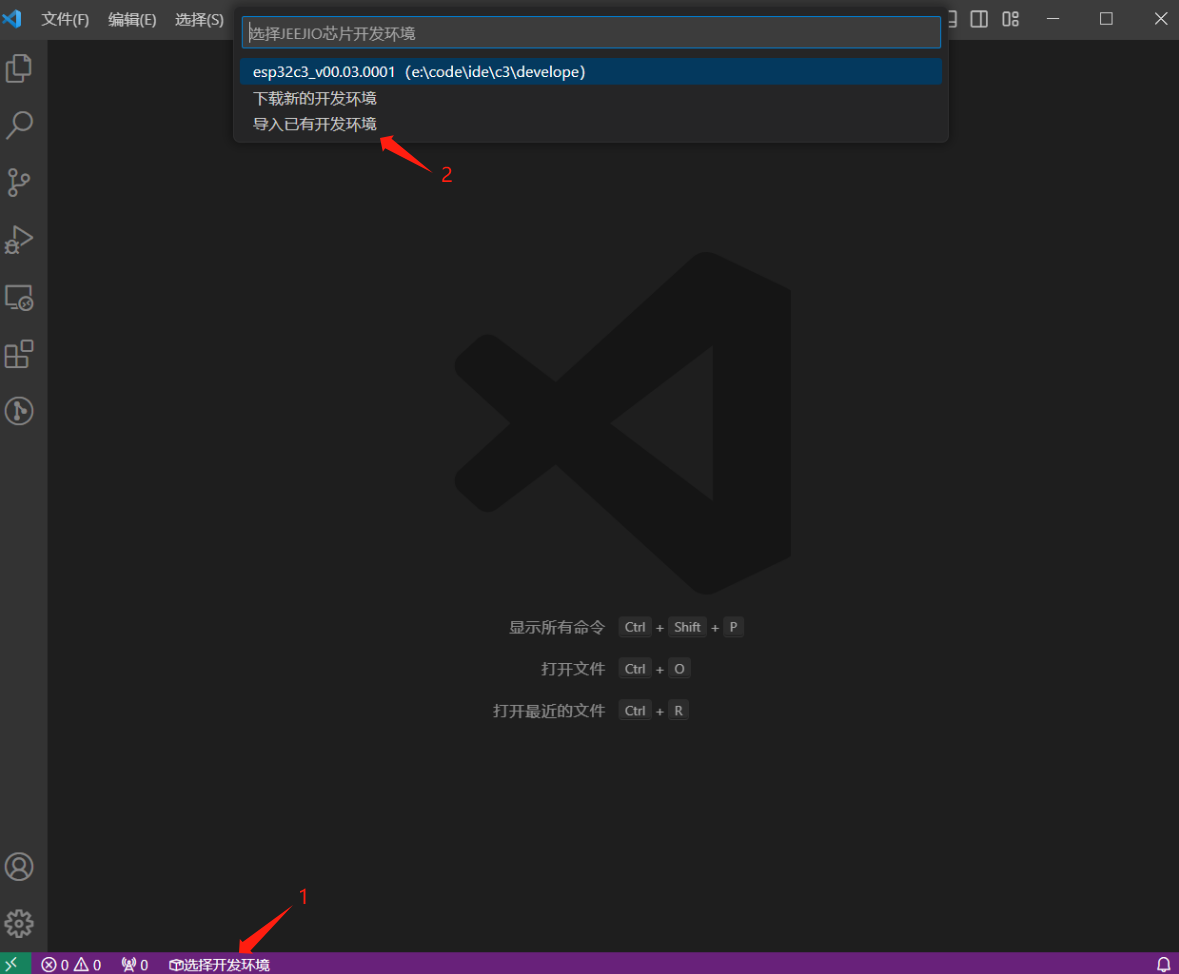 文件(F) 编辑(E) 选择(S)
选择JEEJIO芯片开发环境
esp32c3_v00.03.0001（e:\code\ide\c3\develope）
下载新的开发环境
导入已有开发环境
2
显示所有命令 Ctrl + Shift + P
打开文件 Ctrl + O
打开最近的文件 Ctrl + R
1
0 0 0 选择开发环境